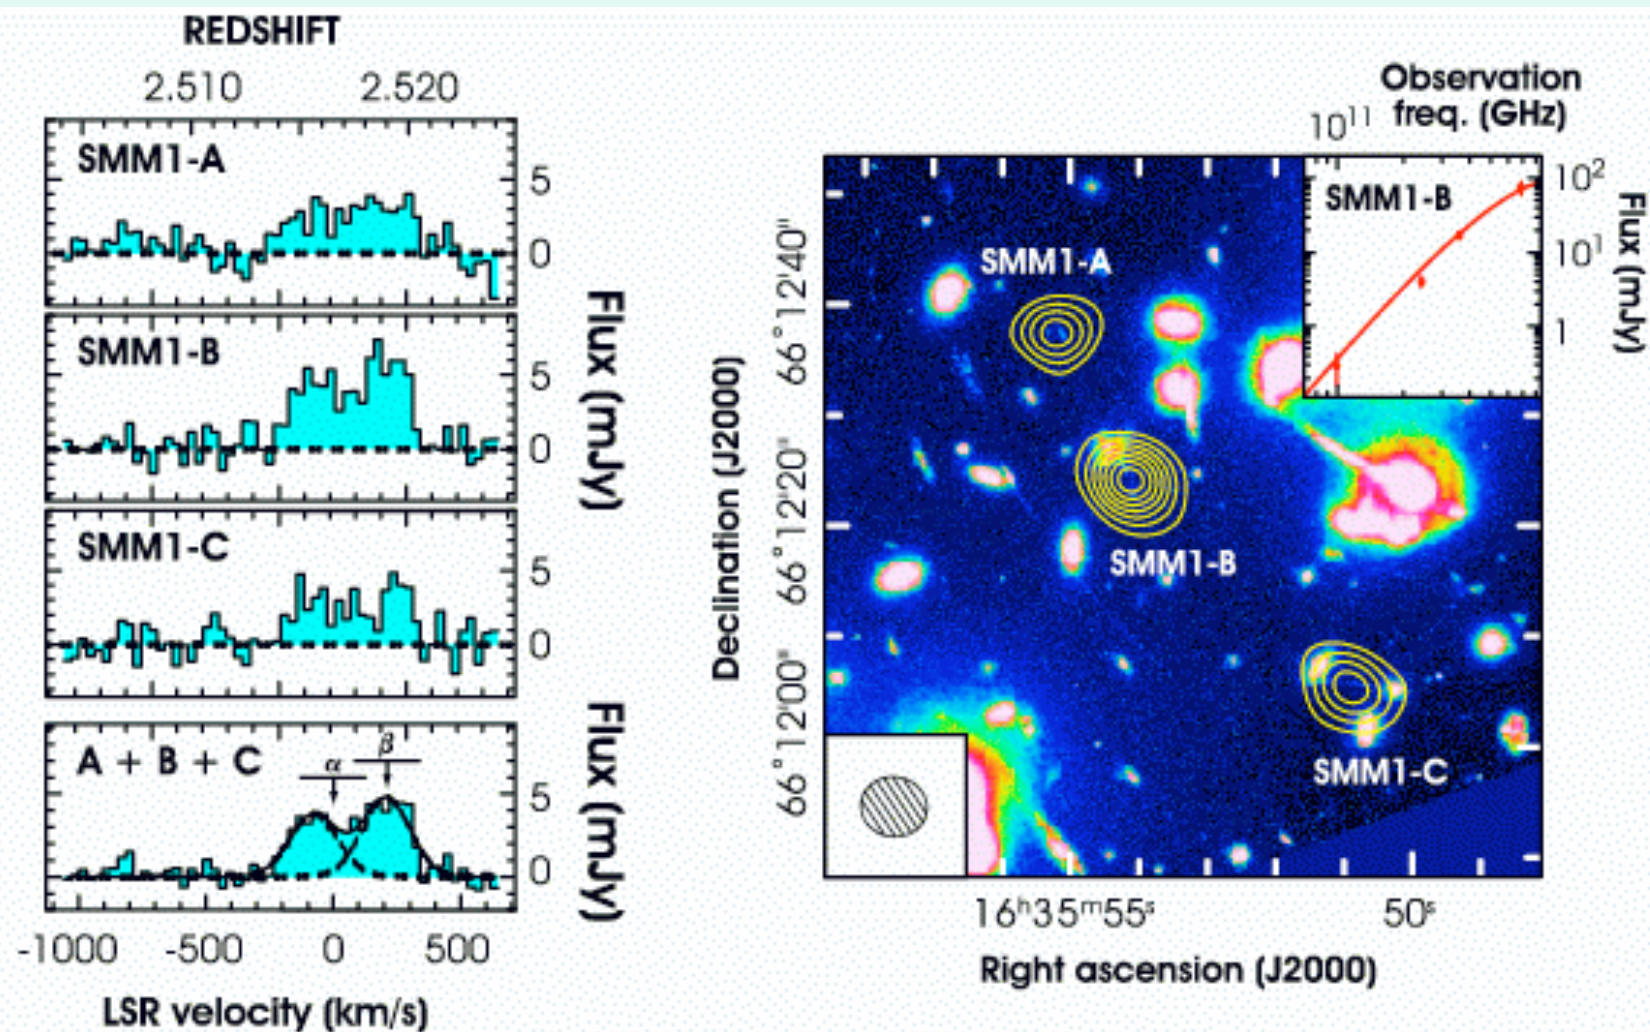 REDSHIFT
2.510 2.520
SMM1-A
5
0
SMM1-B
5
0
SMM1-C
5
0
Flux (mJy)
A + B + C
α
β
5
0
Flux (mJy)
-1000 -500 0 500
LSR velocity (km/s)
Observation
freq. (GHz)
10¹¹
SMM1-B
10²
10¹
1
Flux (mJy)
SMM1-A
SMM1-B
SMM1-C
66°12'40"
66°12'20"
66°12'00"
Declination (J2000)
16ʰ35ᵐ55ˢ 50ˢ
Right ascension (J2000)